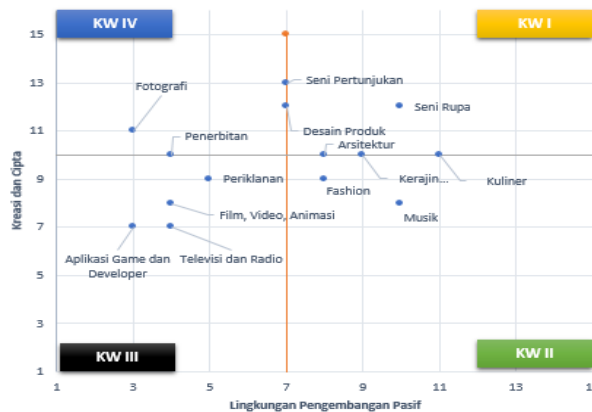 KW IV
KW I
15
13
11
9
7
5
3
1
Kreasi dan Cipta
Fotografi
Seni Pertunjukan
Seni Rupa
Penerbitan
Desain Produk
Arsitektur
Periklanan
Fashion
Kerajin...
Kuliner
Film, Video, Animasi
Musik
Aplikasi Game dan
Developer
Televisi dan Radio
KW III
KW II
1 3 5 7 9 11 13 15
Lingkungan Pengembangan Pasif